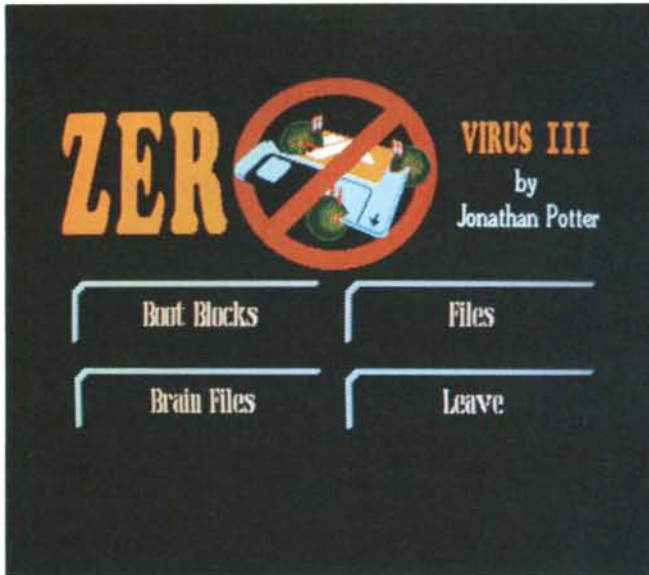 ZER
VIRUS III
by
Jonathan Potter
Boot Blocks
Files
Brain Files
Leave